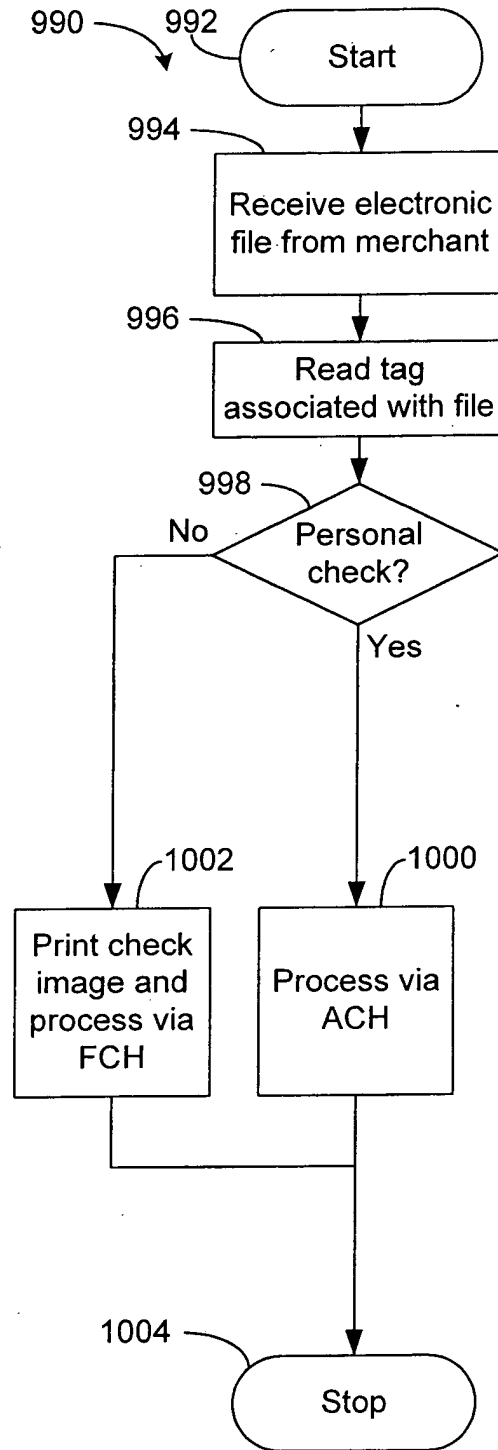 990
992
Start
994
Receive electronic
file from merchant
996
Read tag
associated with file
998
Personal
check?
No
Yes
1002
1000
Print check
image and
process via
FCH
Process via
ACH
1004
Stop